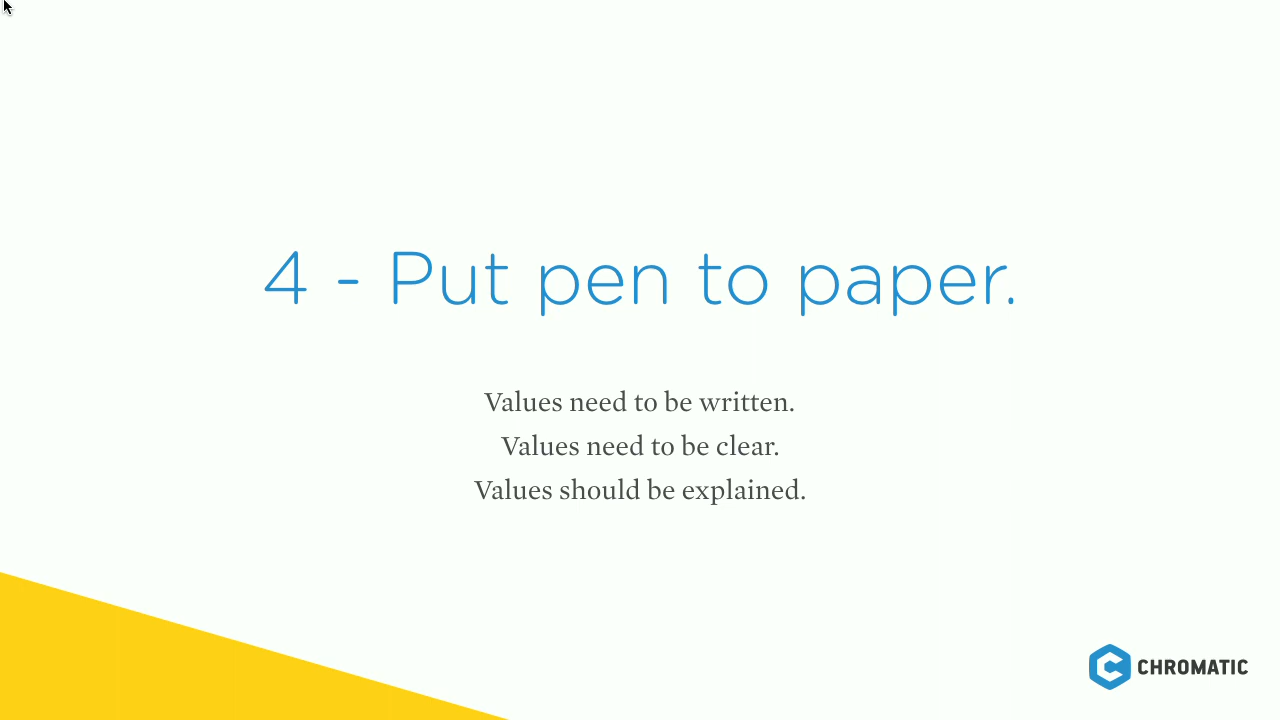 4 - Put pen to paper.
Values need to be written.
Values need to be clear.
Values should be explained.
CHROMATIC